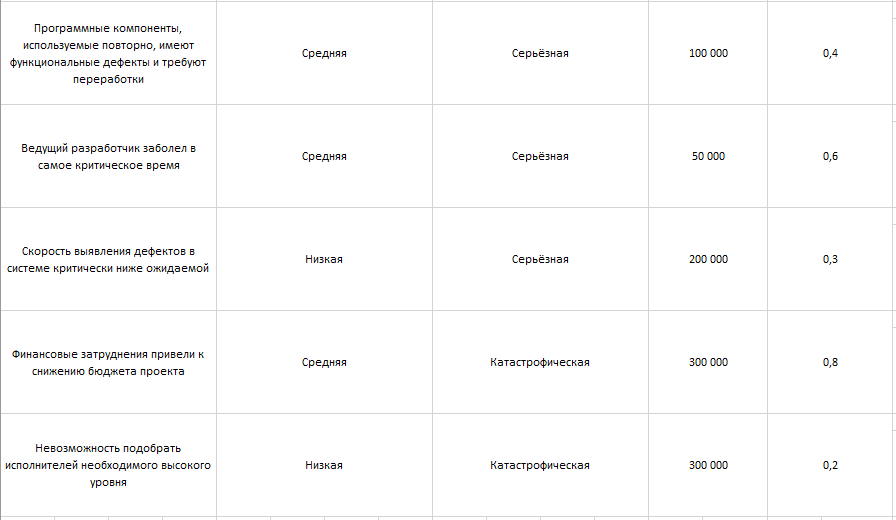 Программные компоненты,
используемые повторно, имеют
функциональные дефекты и требуют
переработки
Средняя
Серьёзная
100 000
0,4
Ведущий разработчик заболел в
самое критическое время
Средняя
Серьёзная
50 000
0,6
Скорость выявления дефектов в
системе критически ниже ожидаемой
Низкая
Серьёзная
200 000
0,3
Финансовые затруднения привели к
снижению бюджета проекта
Средняя
Катастрофическая
300 000
0,8
Невозможность подобрать
исполнителей необходимого высокого
уровня
Низкая
Катастрофическая
300 000
0,2